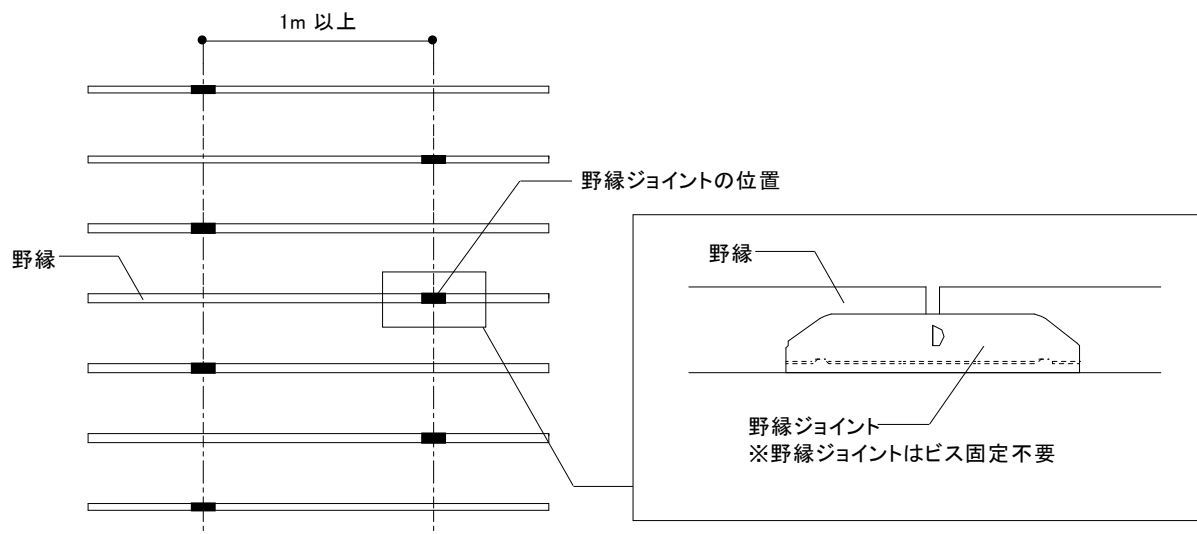 1m 以上
野縁ジョイントの位置
野縁
野縁
野縁ジョイント
※野縁ジョイントはビス固定不要